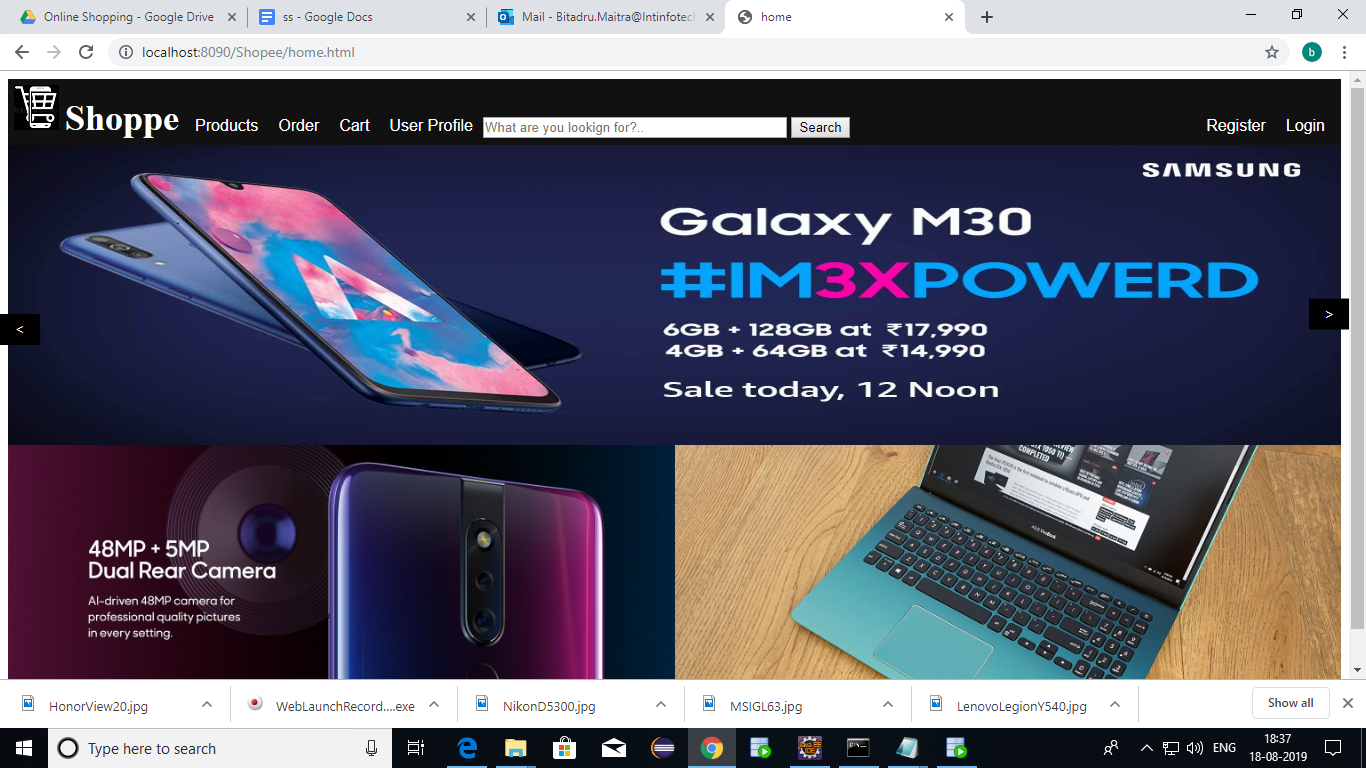 Online Shopping - Google Drive
ss - Google Docs
Mail - Bitadru.Maitra@Intinfotech
home
localhost:8090/Shopee/home.html
b
Shoppe
Products
Order
Cart
User Profile
What are you lookign for?..
Search
Register
Login
SAMSUNG
Galaxy M30
#IM3XPOWERD
6GB + 128GB at ₹17,990
4GB + 64GB at ₹14,990
Sale today, 12 Noon
<
>
48MP + 5MP
Dual Rear Camera
AI-driven 48MP camera for
professional quality pictures
in every setting.
COMPLETED
ASUS VivoBook
HonorView20.jpg
WebLaunchRecord....exe
NikonD5300.jpg
MSIGL63.jpg
LenovoLegionY540.jpg
Show all
Type here to search
ENG
18:37
18-08-2019